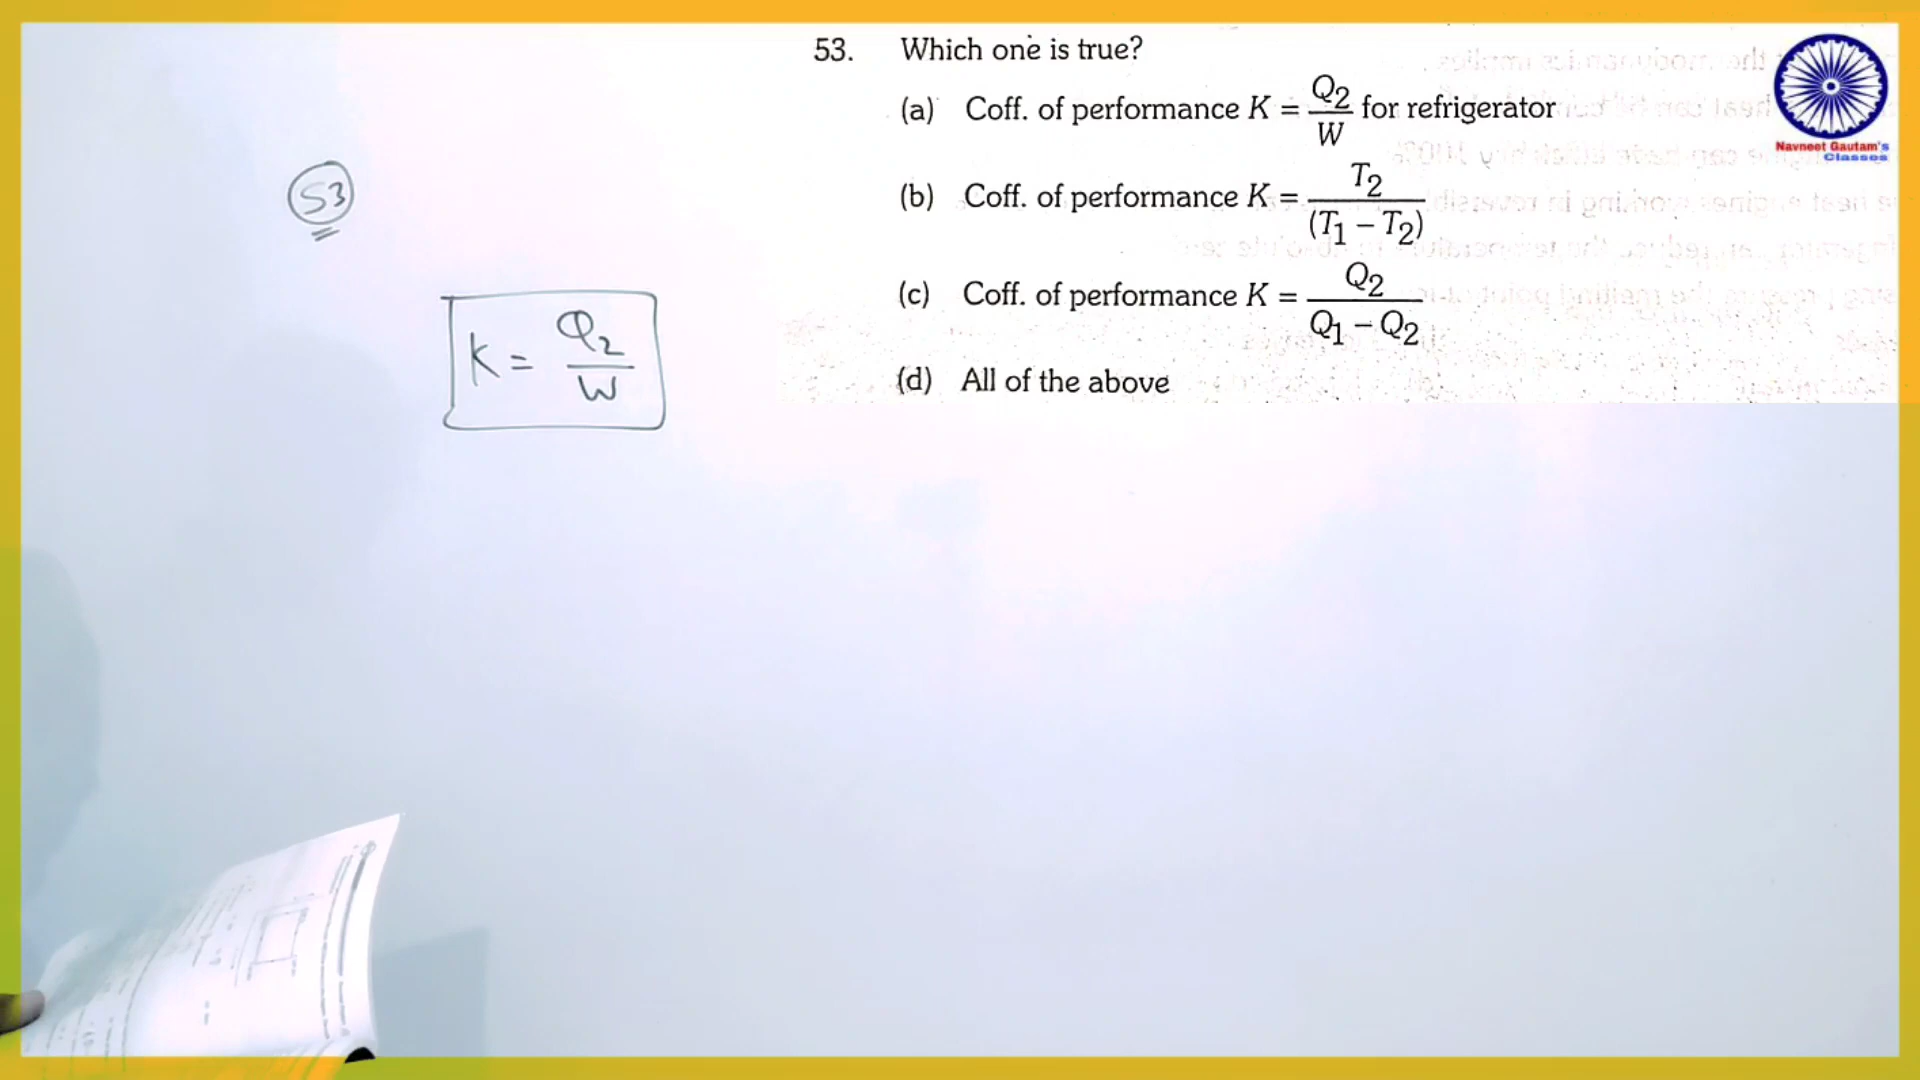 53. Which one is true?
(a) Coff. of performance K = Q2/W for refrigerator
(b) Coff. of performance K = T2/(T1 – T2)
(c) Coff. of performance K = Q2/Q1 – Q2
(d) All of the above
Navneet Gautam's
Classes
53
K = Q2/W